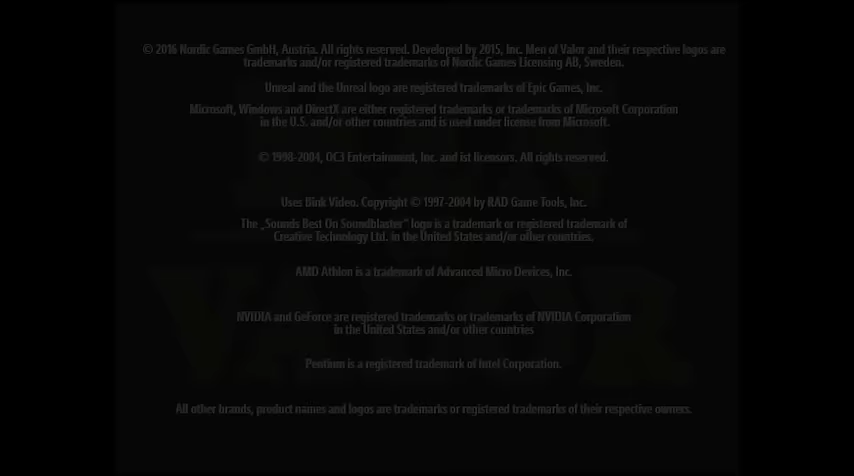 © 2016 Nordic Games GmbH, Austria. All rights reserved. Developed by 2015, Inc. Men of Valor and their respective logos are
trademarks and/or registered trademarks of Nordic Games Licensing AB, Sweden.
Unreal and the Unreal logo are registered trademarks of Epic Games, Inc.
Microsoft, Windows and DirectX are either registered trademarks or trademarks of Microsoft Corporation
in the U.S. and/or other countries and is used under license from Microsoft.
© 1998-2004, OC3 Entertainment, Inc. and ist licensors. All rights reserved.
Uses Bink Video. Copyright © 1997-2004 by RAD Game Tools, Inc.
The „Sounds Best On Soundblaster“ logo is a trademark or registered trademark of
Creative Technology Ltd. in the United States and/or other countries.
AMD Athlon is a trademark of Advanced Micro Devices, Inc.
NVIDIA and GeForce are registered trademarks or trademarks of NVIDIA Corporation
in the United States and/or other countries
Pentium is a registered trademark of Intel Corporation.
All other brands, product names and logos are trademarks or registered trademarks of their respective owners.
MEN
OF
VALOR